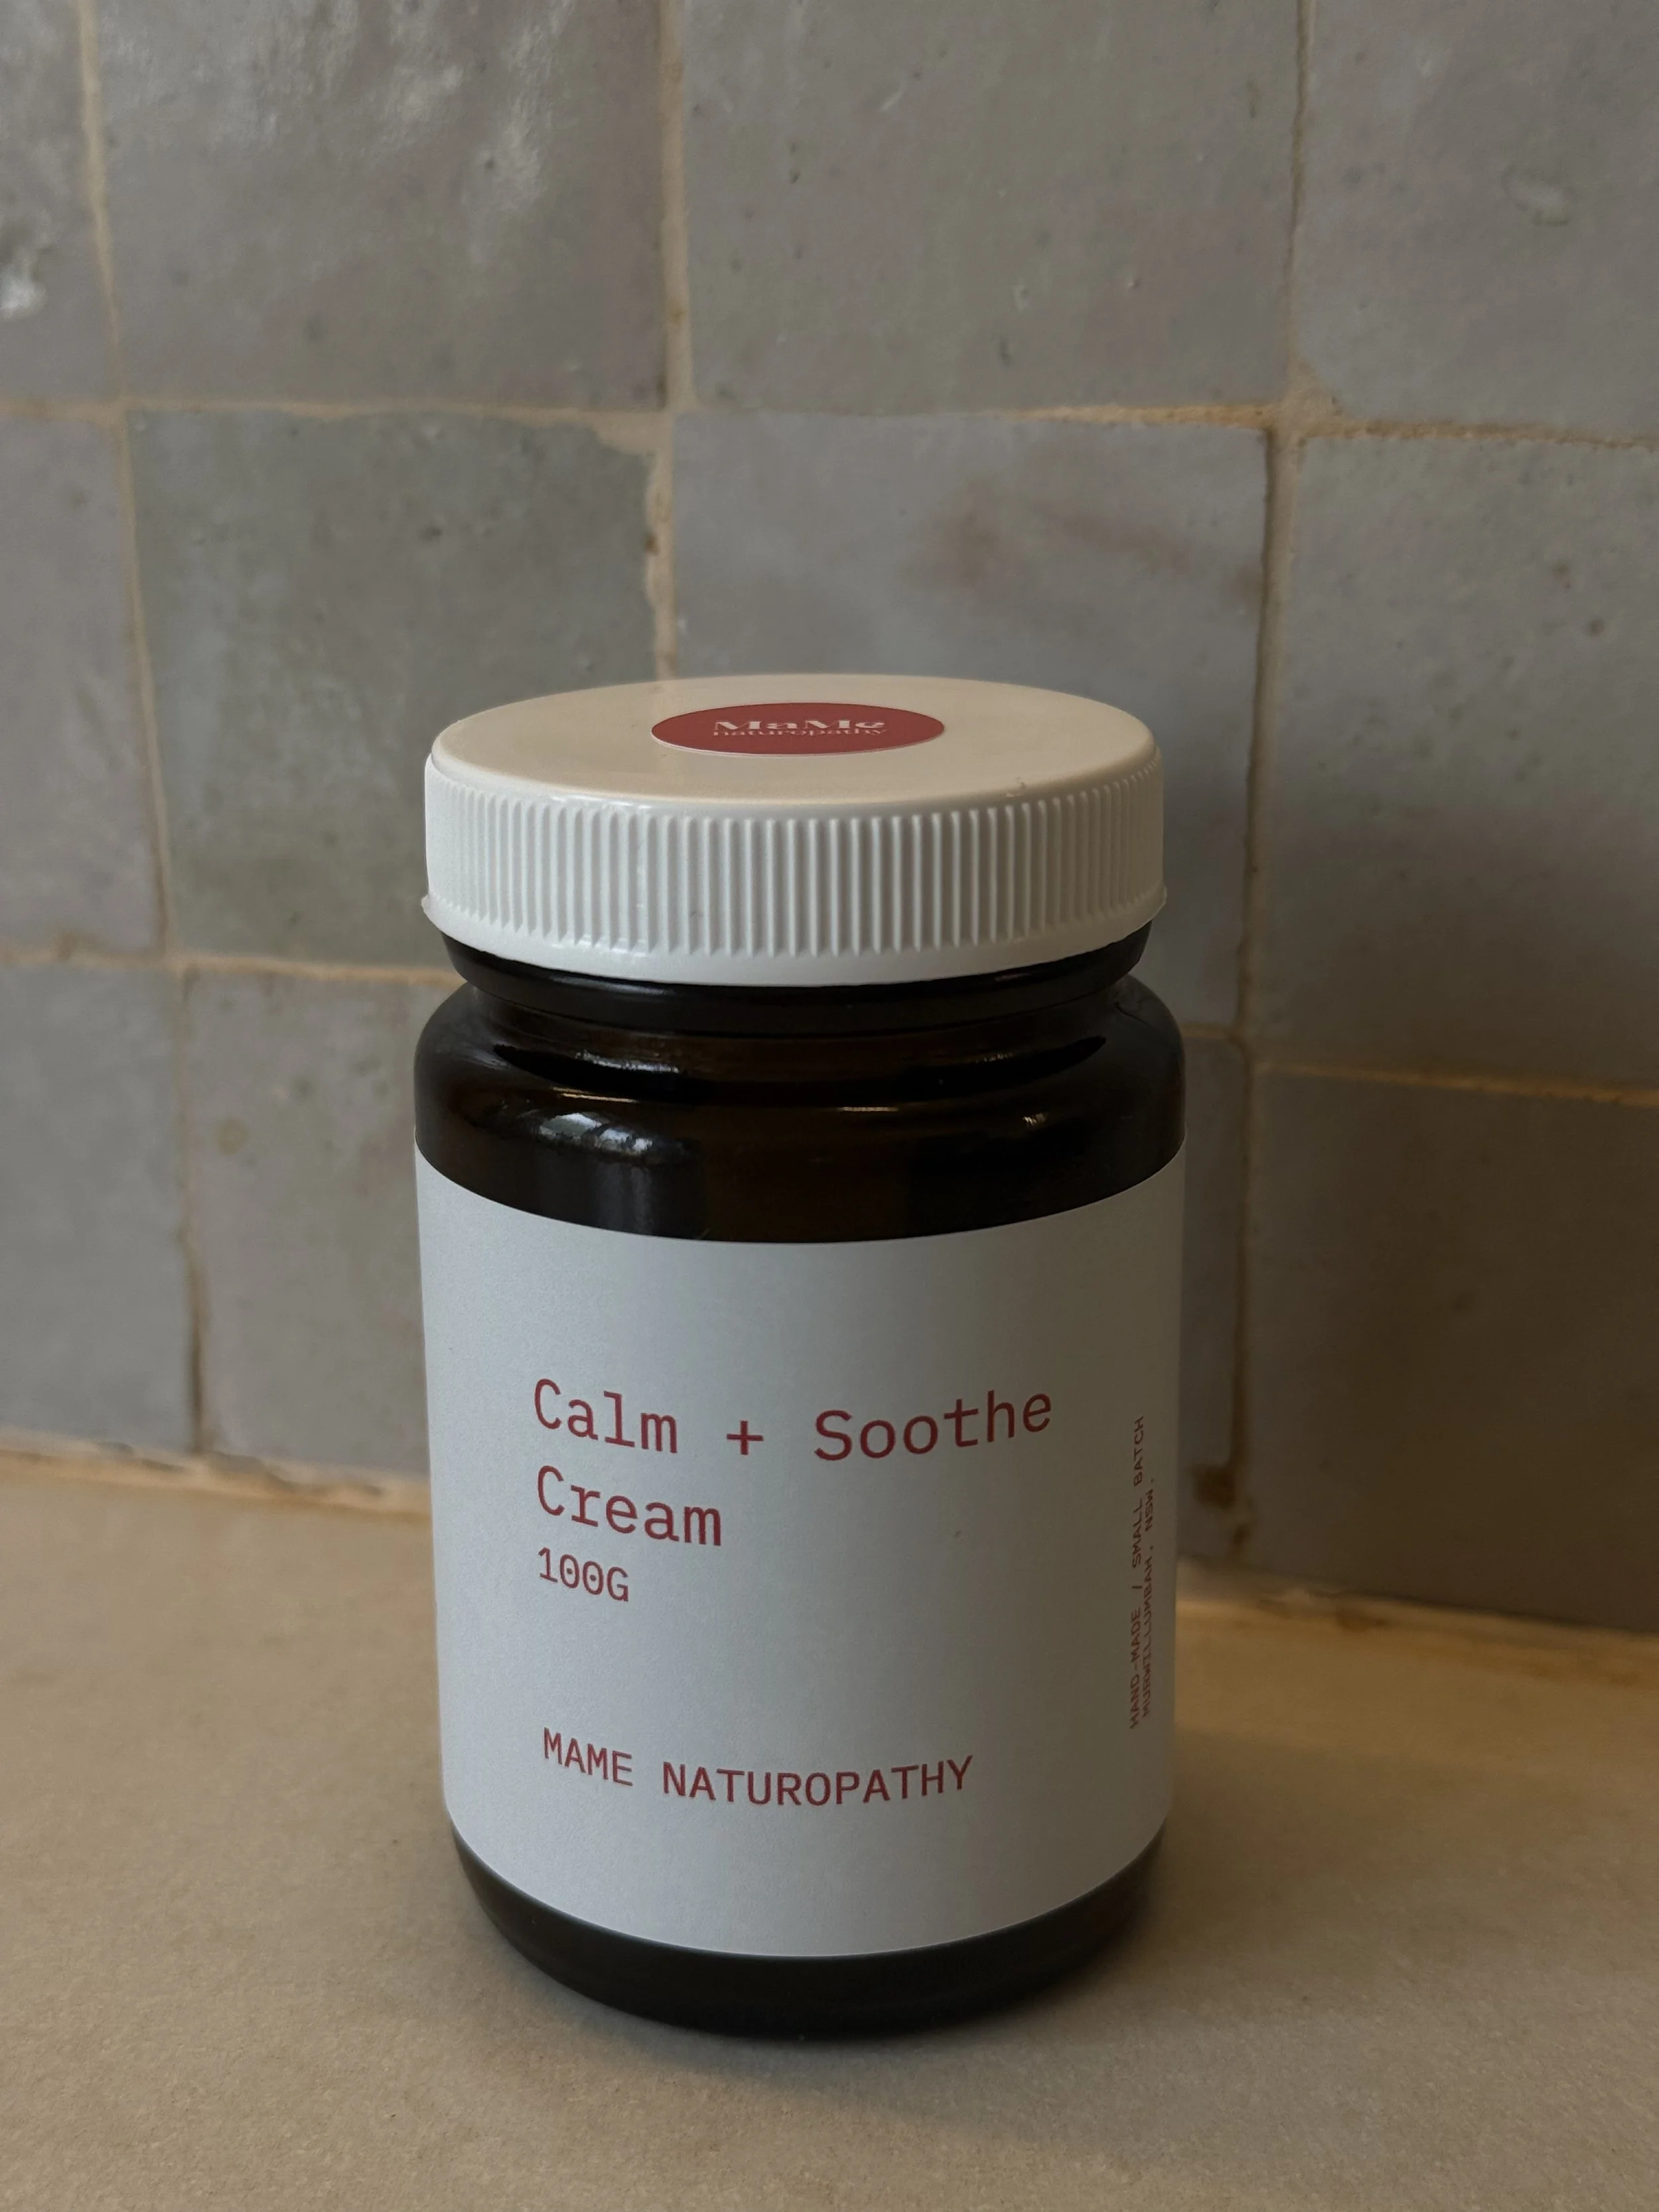 MaMe
naturopathy
Calm + Soothe
Cream
100G
MAME NATUROPATHY
HAND-MADE / SMALL BATCH
MURWILLUMBAH, NSW.